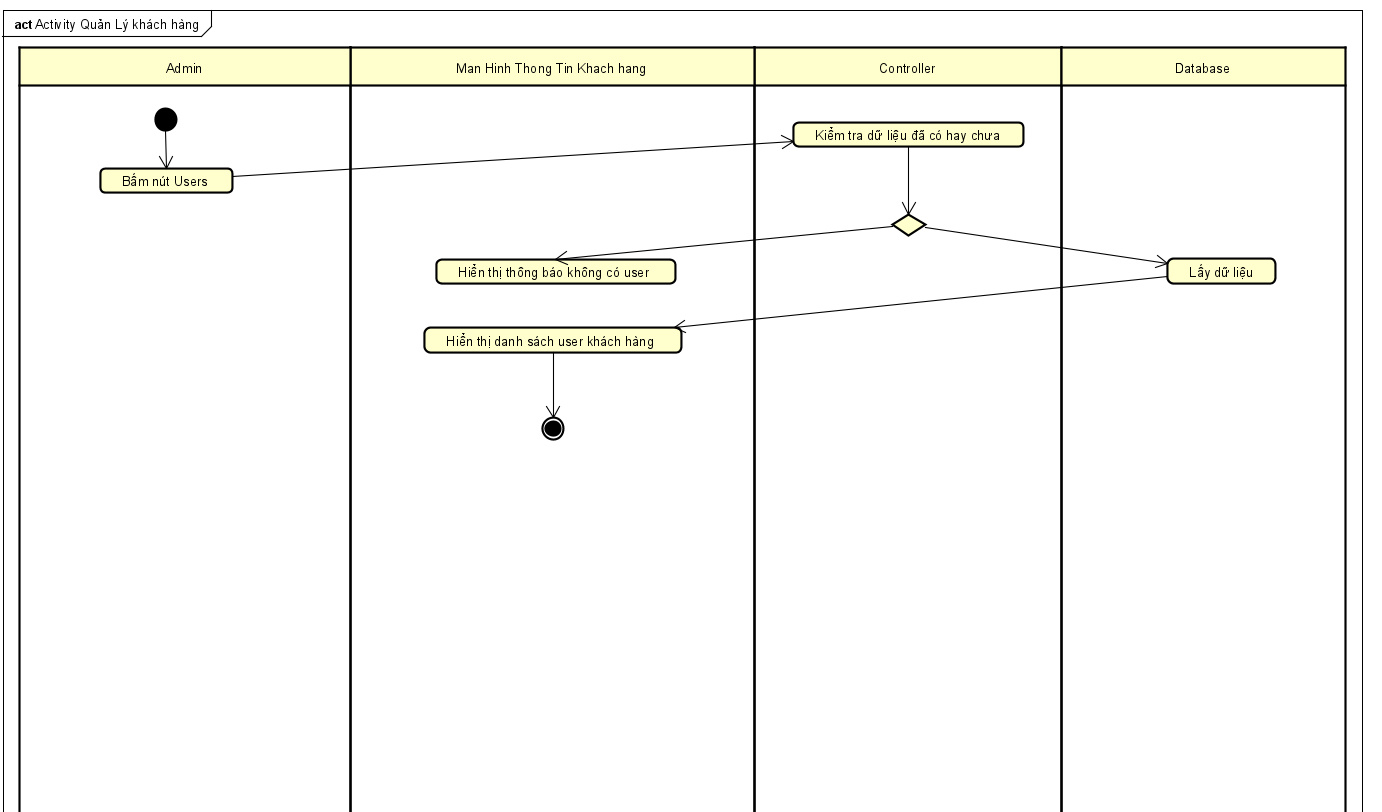 act Activity Quản Lý khách hàng
Admin
Man Hinh Thong Tin Khach hang
Controller
Database
Kiểm tra dữ liệu đã có hay chưa
Bấm nút Users
Hiển thị thông báo không có user
Lấy dữ liệu
Hiển thị danh sách user khách hàng